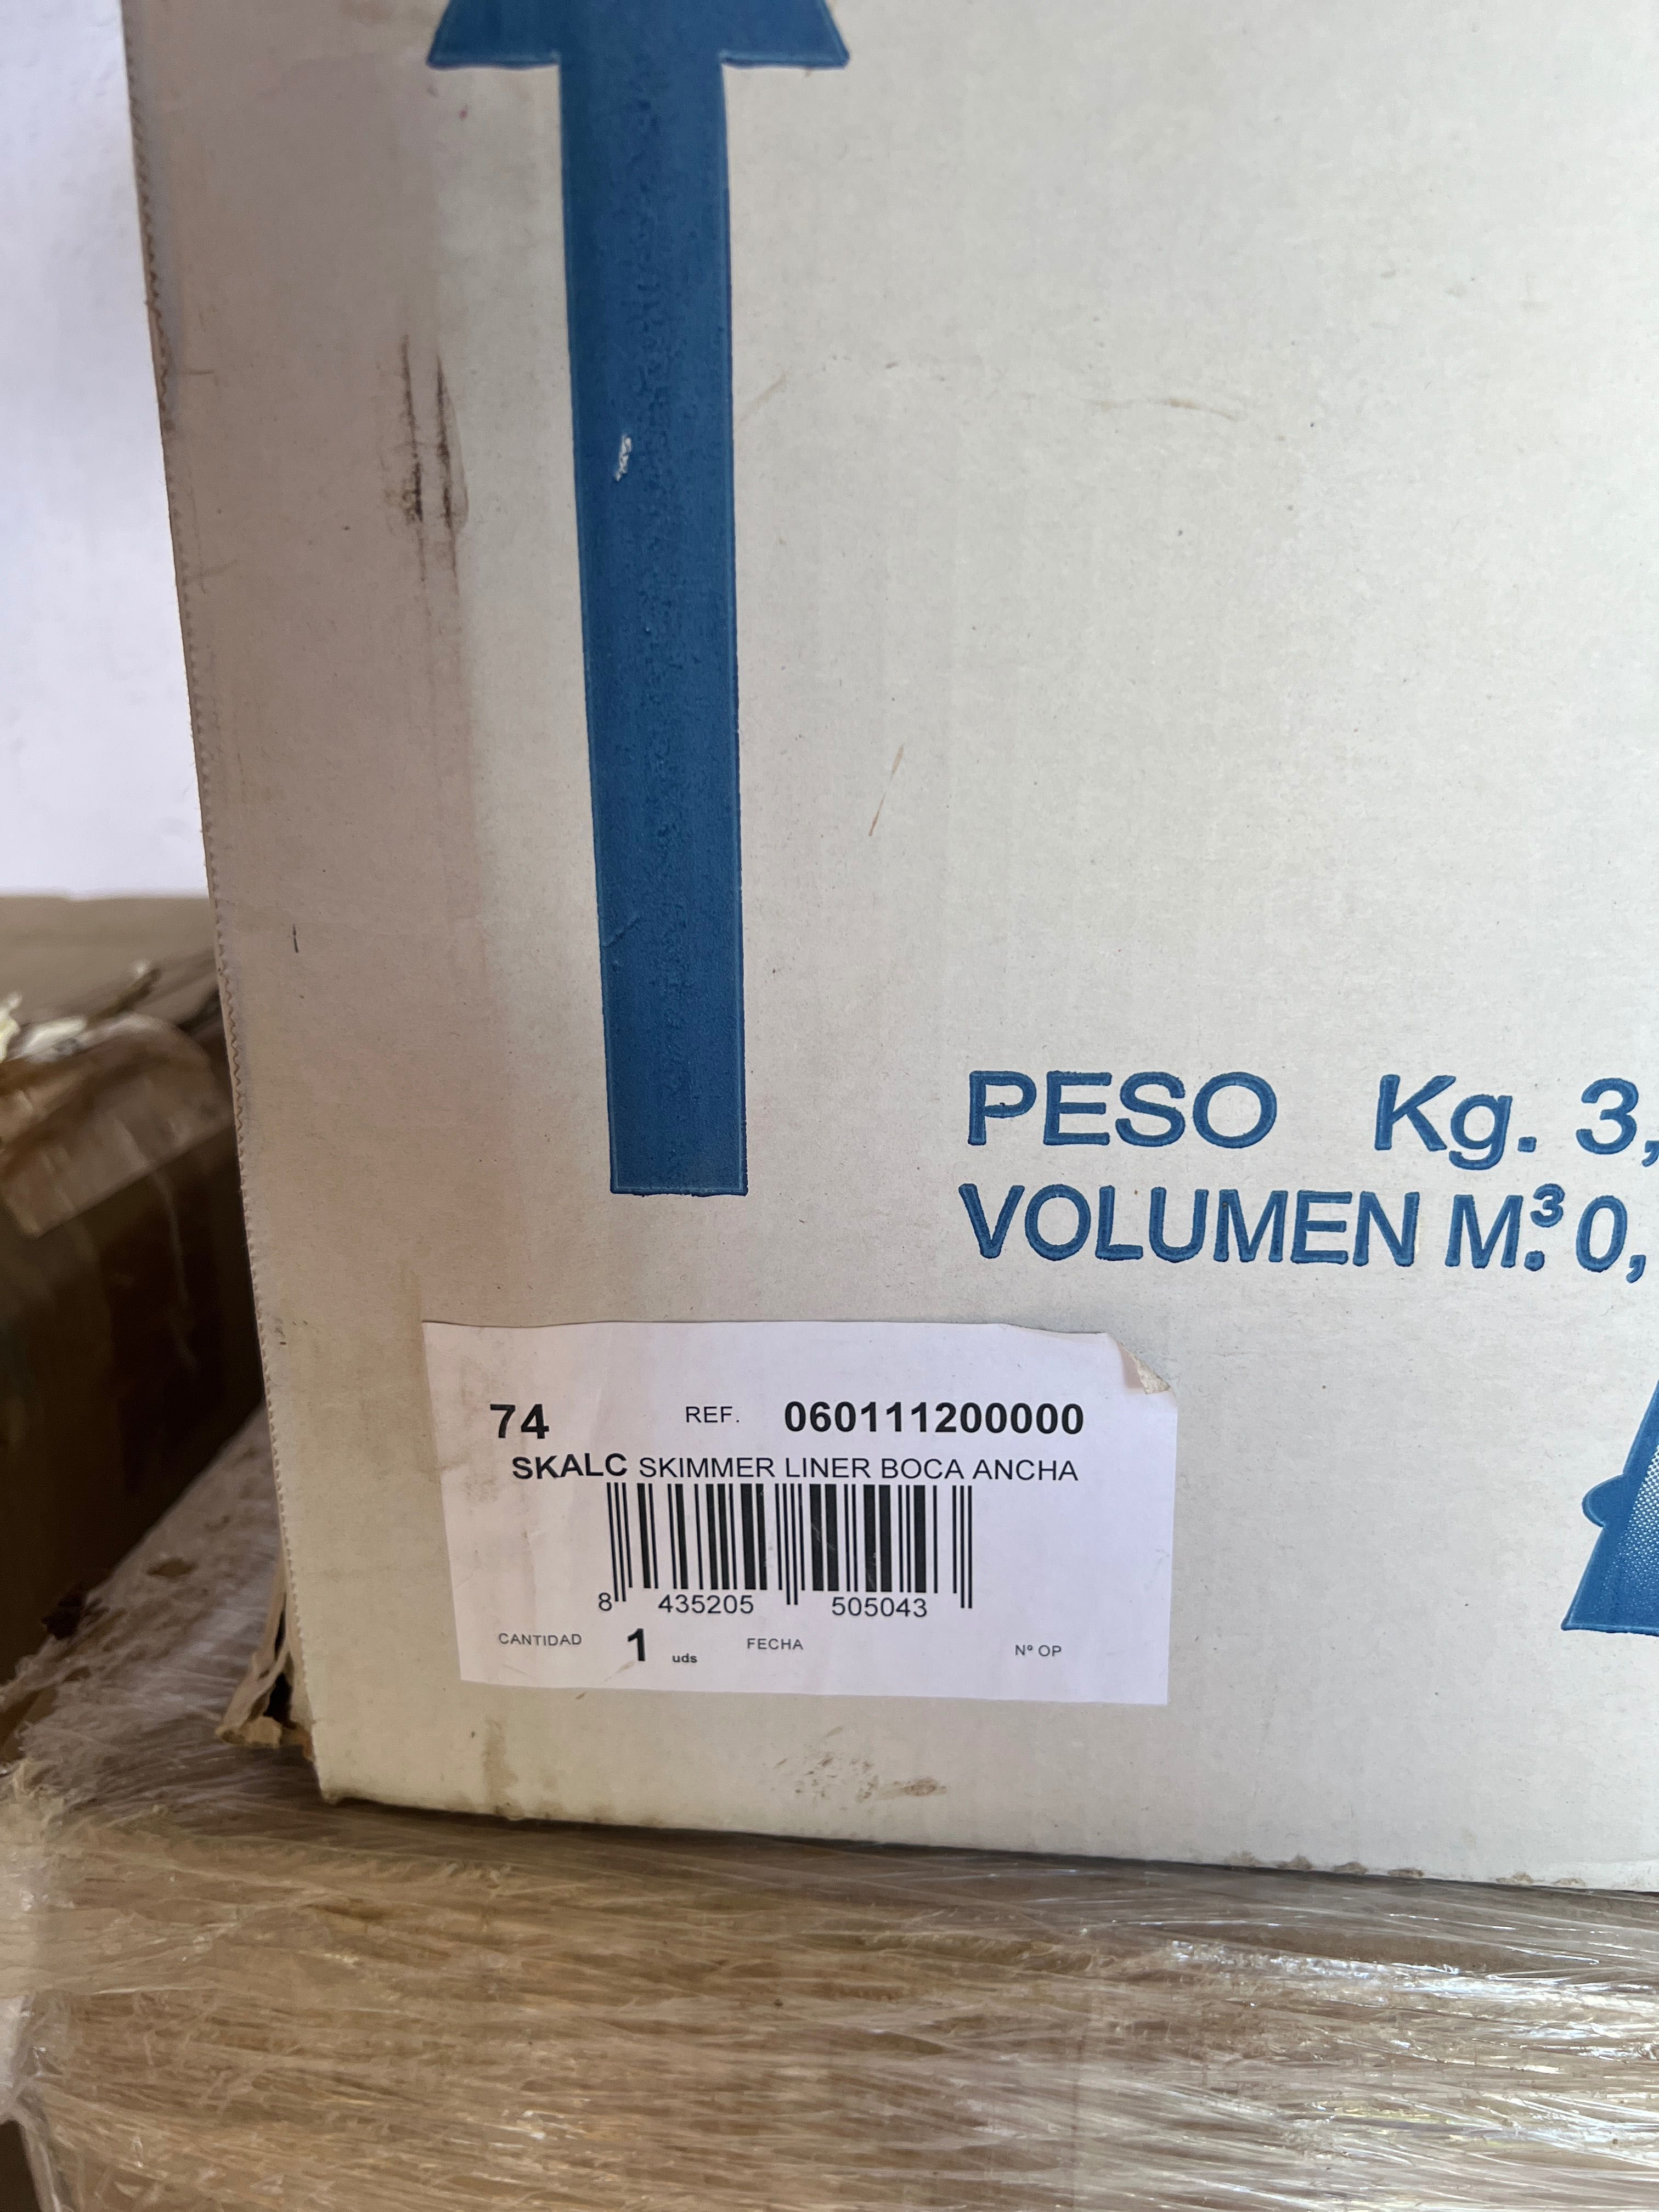 PESO Kg. 3,
VOLUMEN M.³ 0,
74 REF. 060111200000
SKALC SKIMMER LINER BOCA ANCHA
8 435205 505043
CANTIDAD 1 uds FECHA Nº OP